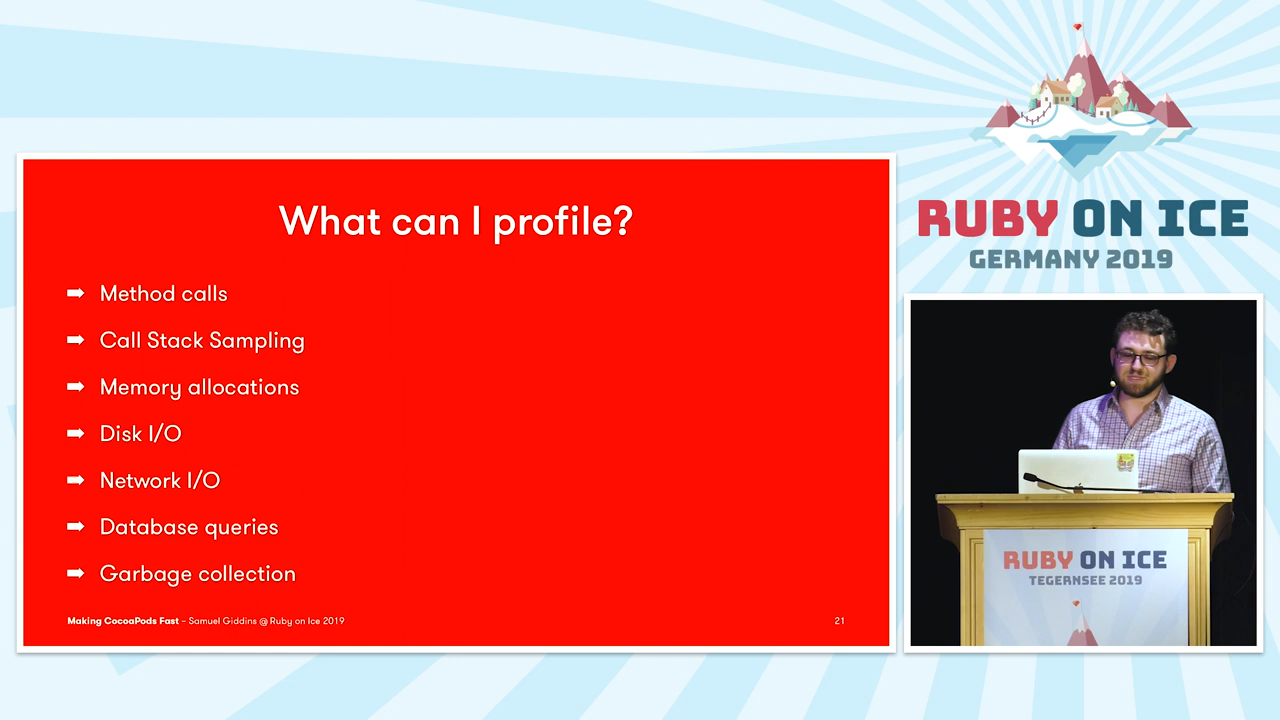 What can I profile?
➡ Method calls
➡ Call Stack Sampling
➡ Memory allocations
➡ Disk I/O
➡ Network I/O
➡ Database queries
➡ Garbage collection
Making CocoaPods Fast – Samuel Giddins @ Ruby on Ice 2019
21
RUBY ON ICE
GERMANY 2019
RUBY ON ICE
TEGERNSEE 2019